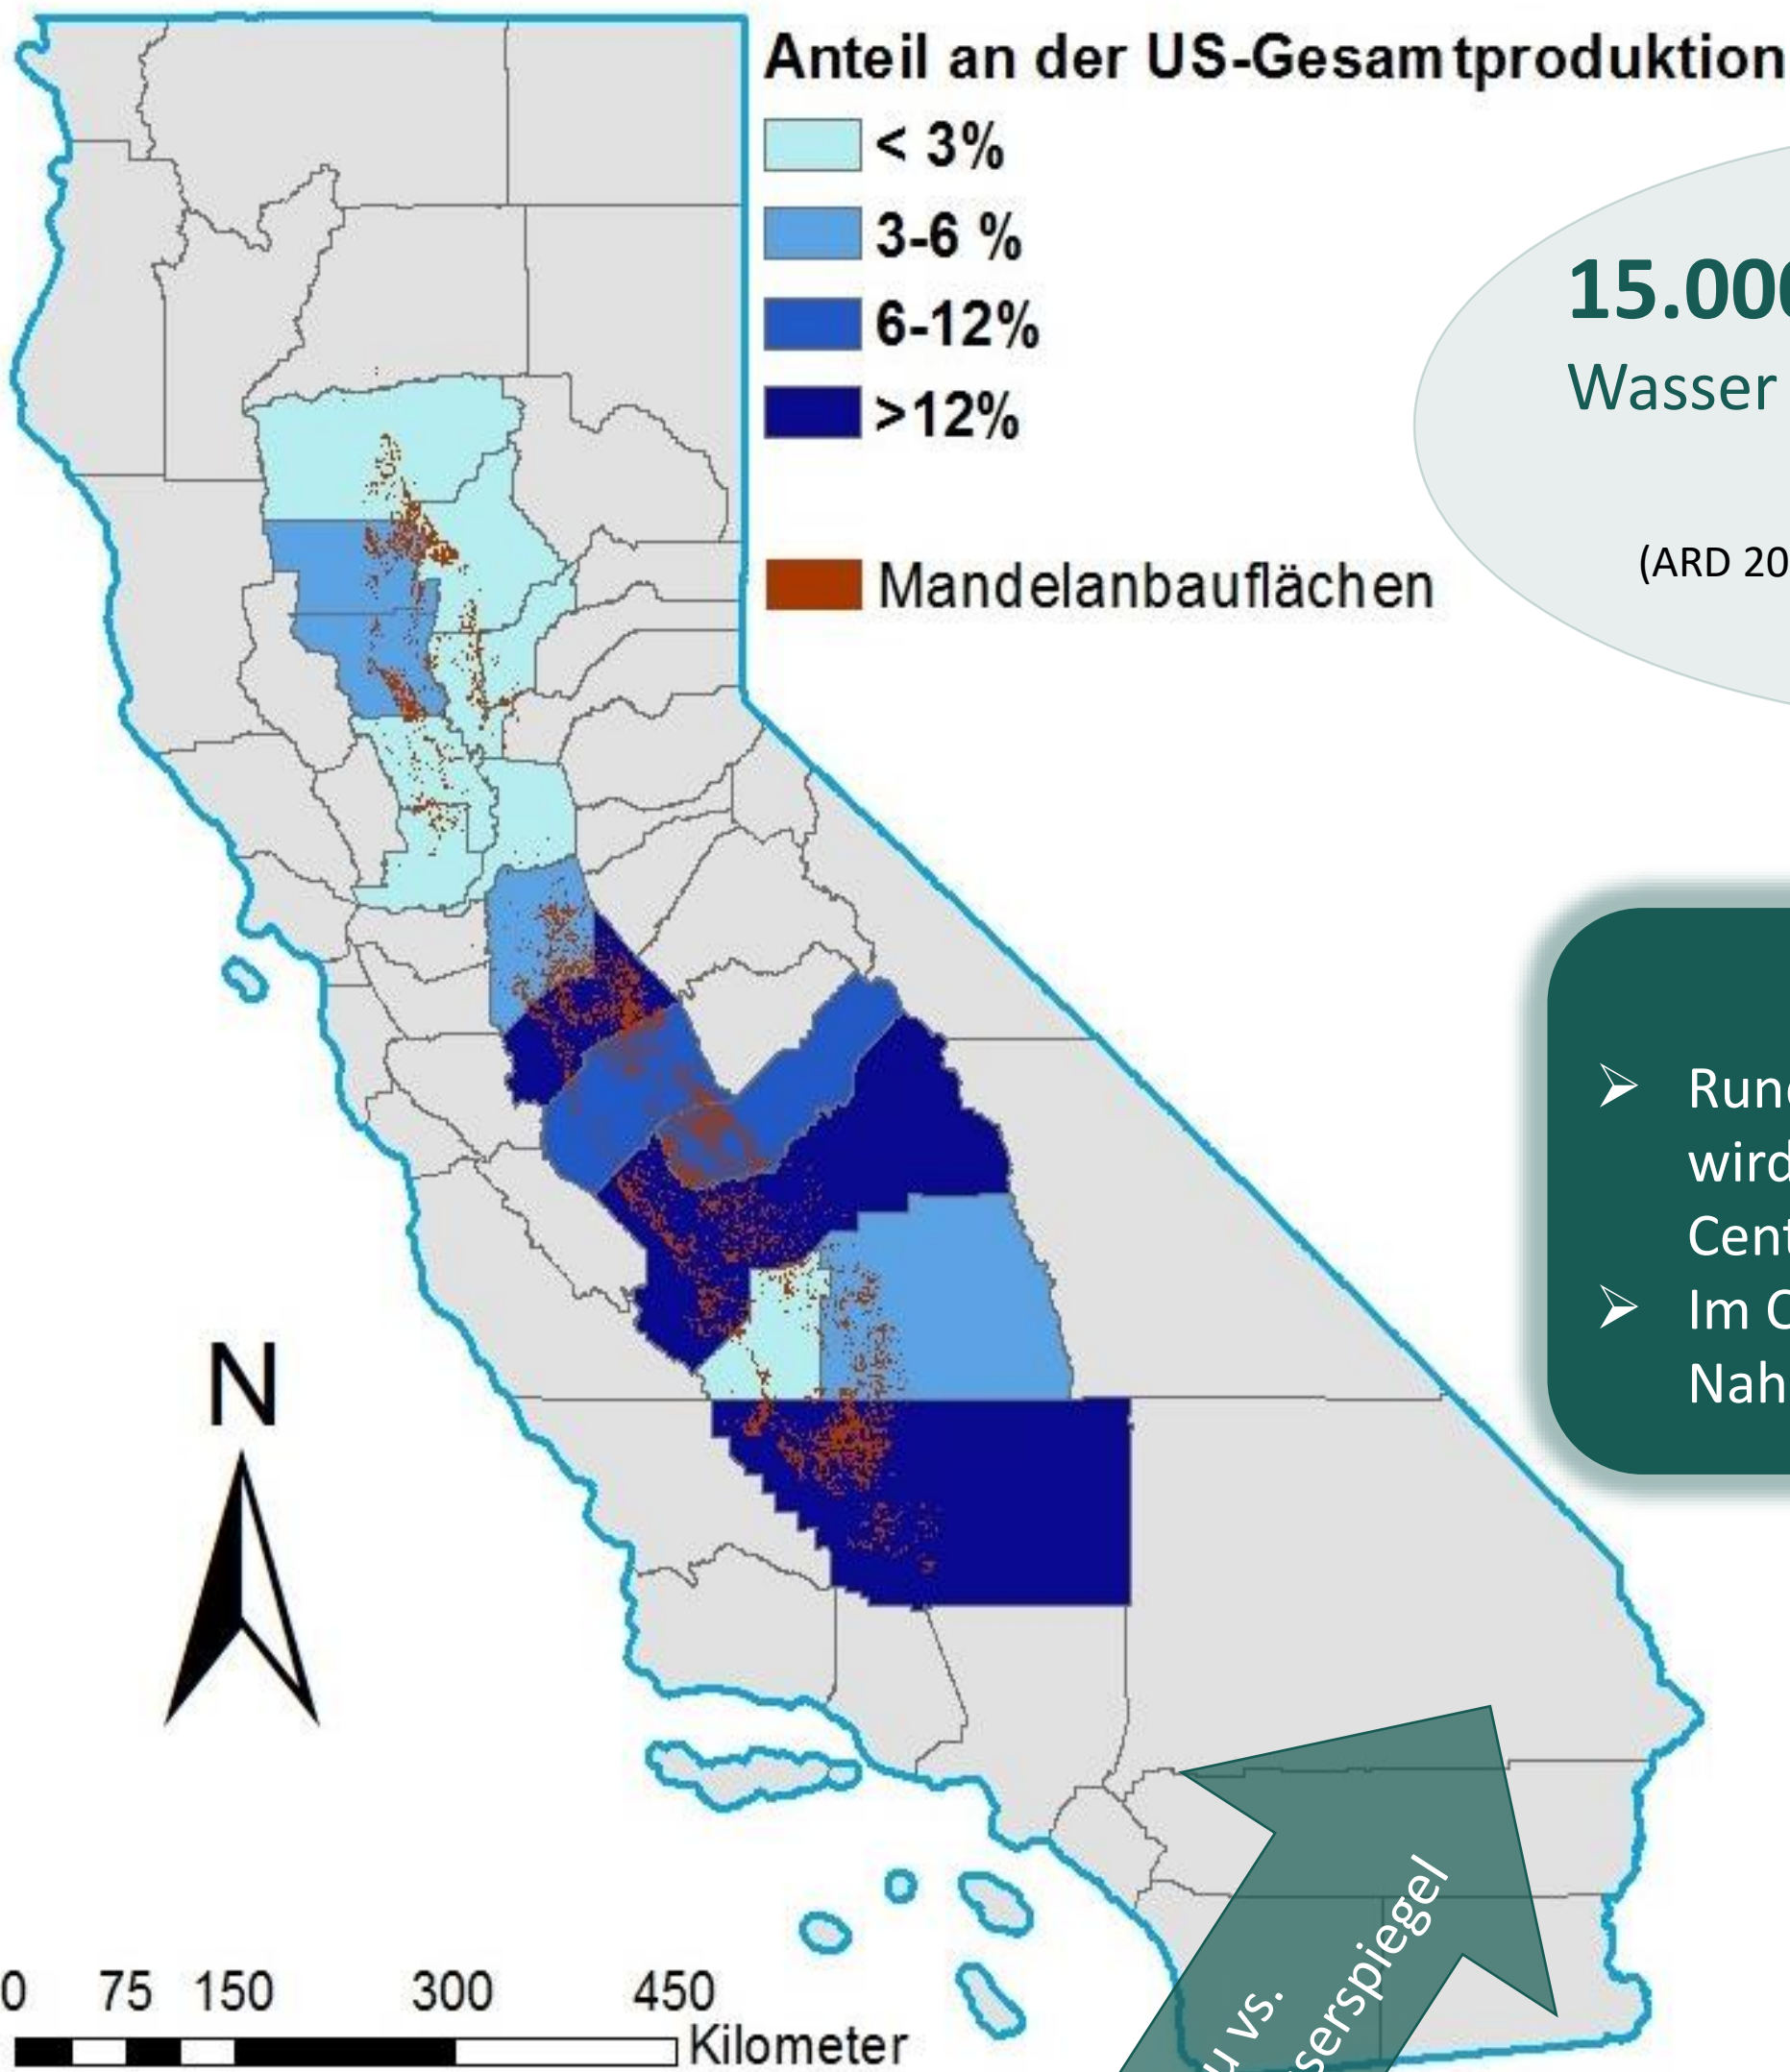 Anteil an der US-Gesamtproduktion
< 3%
3-6 %
6-12%
>12%
Mandelanbauflächen
15.000
Wasser
(ARD 20
Rund
wird
Cent
Im C
Nah
N
0 75 150 300 450
Kilometer
u vs.
serspiegel